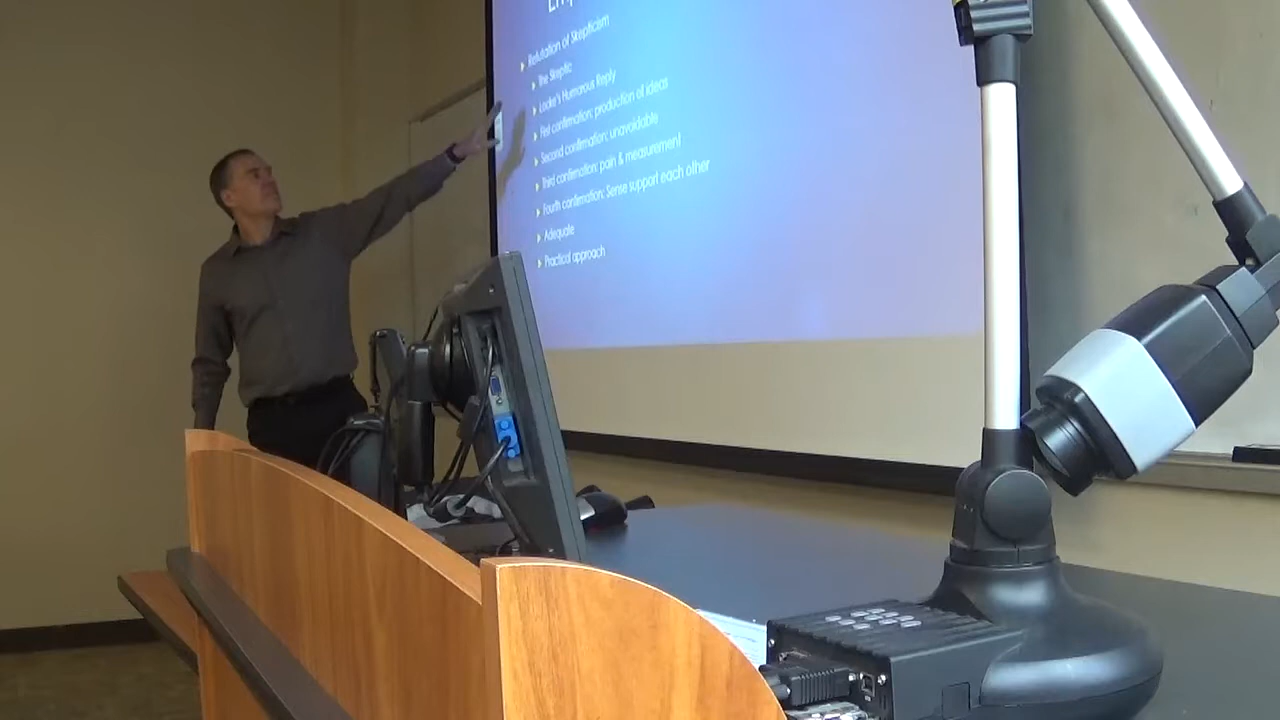 Refutation of Skepticism
The Skeptic
Locke's Humorous Reply
First confirmation: production of ideas
Second confirmation: unavoidable
Third confirmation: pain & measurement
Fourth confirmation: Sense support each other
Adequate
Practical approach